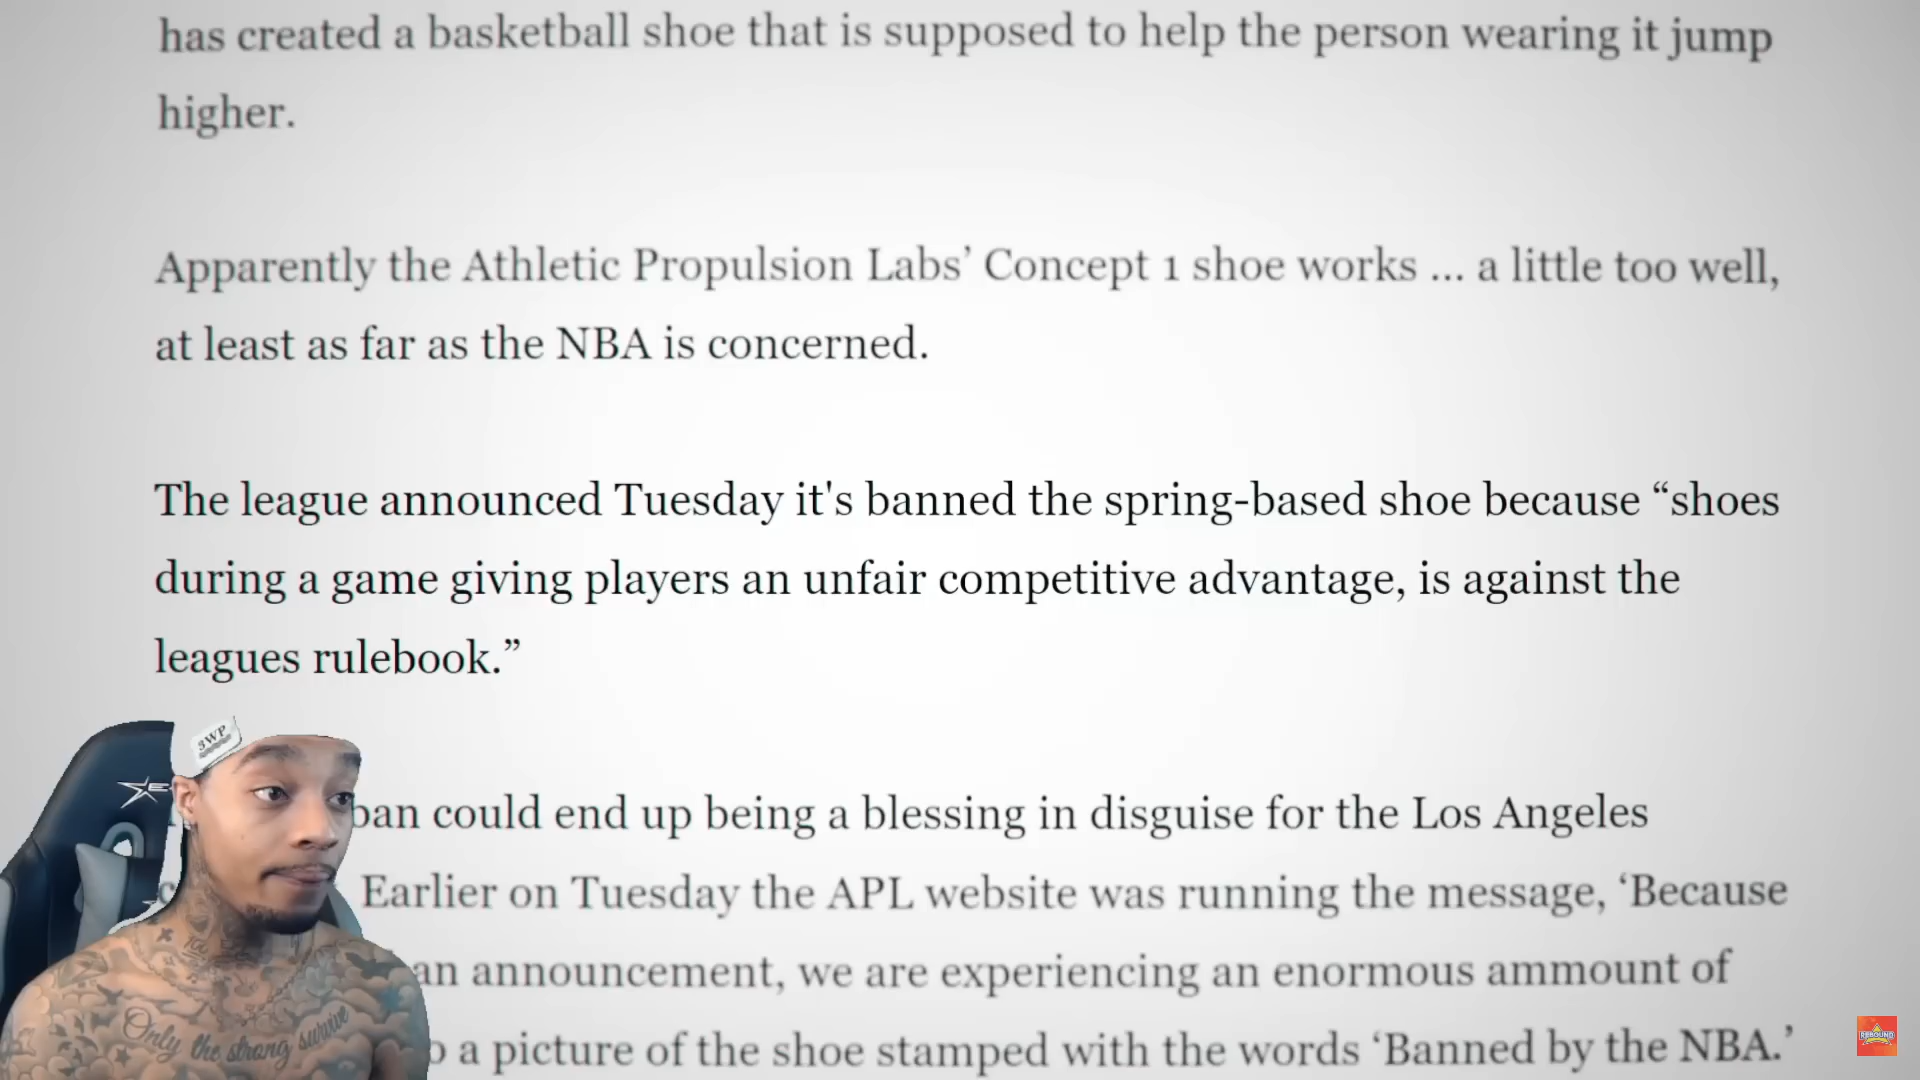 has created a basketball shoe that is supposed to help the person wearing it jump
higher.
Apparently the Athletic Propulsion Labs’ Concept 1 shoe works ... a little too well,
at least as far as the NBA is concerned.
The league announced Tuesday it's banned the spring-based shoe because “shoes
during a game giving players an unfair competitive advantage, is against the
leagues rulebook.”
3WP
ban could end up being a blessing in disguise for the Los Angeles
Earlier on Tuesday the APL website was running the message, ‘Because
an announcement, we are experiencing an enormous ammount of
a picture of the shoe stamped with the words ‘Banned by the NBA.’
Only the strong survive
REBOUND